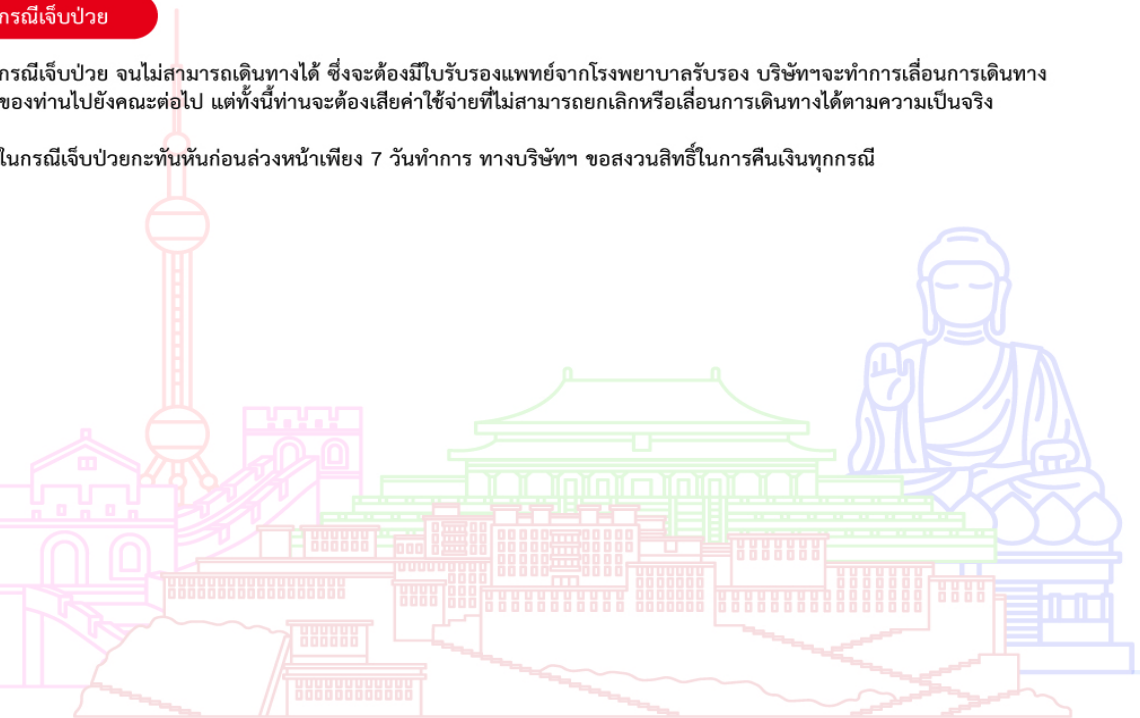 กรณีเจ็บป่วย
กรณีเจ็บป่วย จนไม่สามารถเดินทางได้ ซึ่งจะต้องมีใบรับรองแพทย์จากโรงพยาบาลรับรอง บริษัทฯจะทำการเลื่อนการเดินทาง
ของท่านไปยังคณะต่อไป แต่ทั้งนี้ท่านจะต้องเสียค่าใช้จ่ายที่ไม่สามารถยกเลิกหรือเลื่อนการเดินทางได้ตามความเป็นจริง
ในกรณีเจ็บป่วยกะทันหันก่อนล่วงหน้าเพียง 7 วันทำการ ทางบริษัทฯ ขอสงวนสิทธิ์ในการคืนเงินทุกกรณี